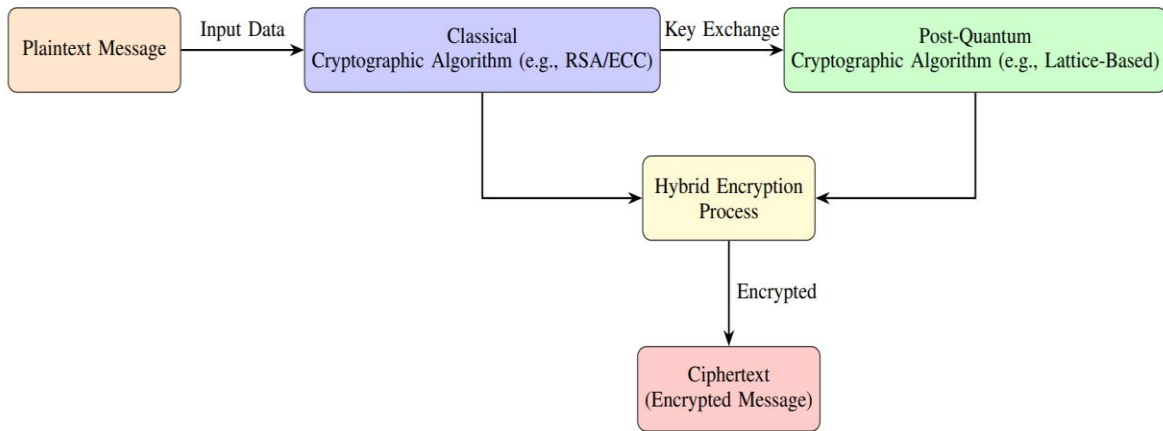 Plaintext Message
Input Data
Classical
Cryptographic Algorithm (e.g., RSA/ECC)
Key Exchange
Post-Quantum
Cryptographic Algorithm (e.g., Lattice-Based)
Hybrid Encryption
Process
Encrypted
Ciphertext
(Encrypted Message)